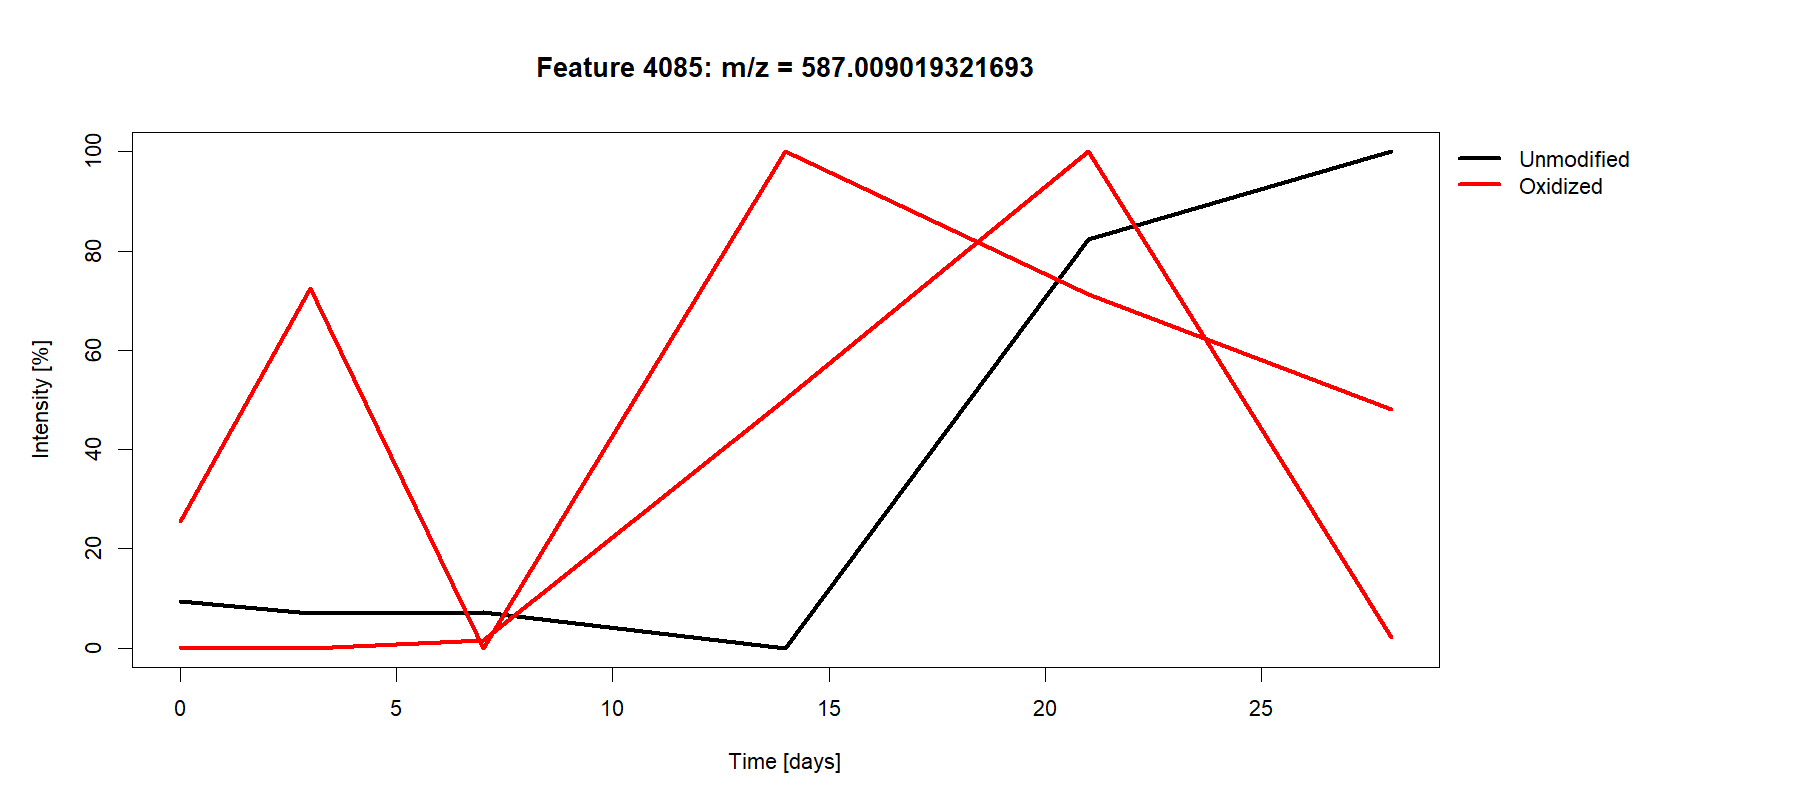 Feature 4085: m/z = 587.009019321693
Unmodified
Oxidized
100
80
60
40
20
0
Intensity [%]
0 5 10 15 20 25
Time [days]